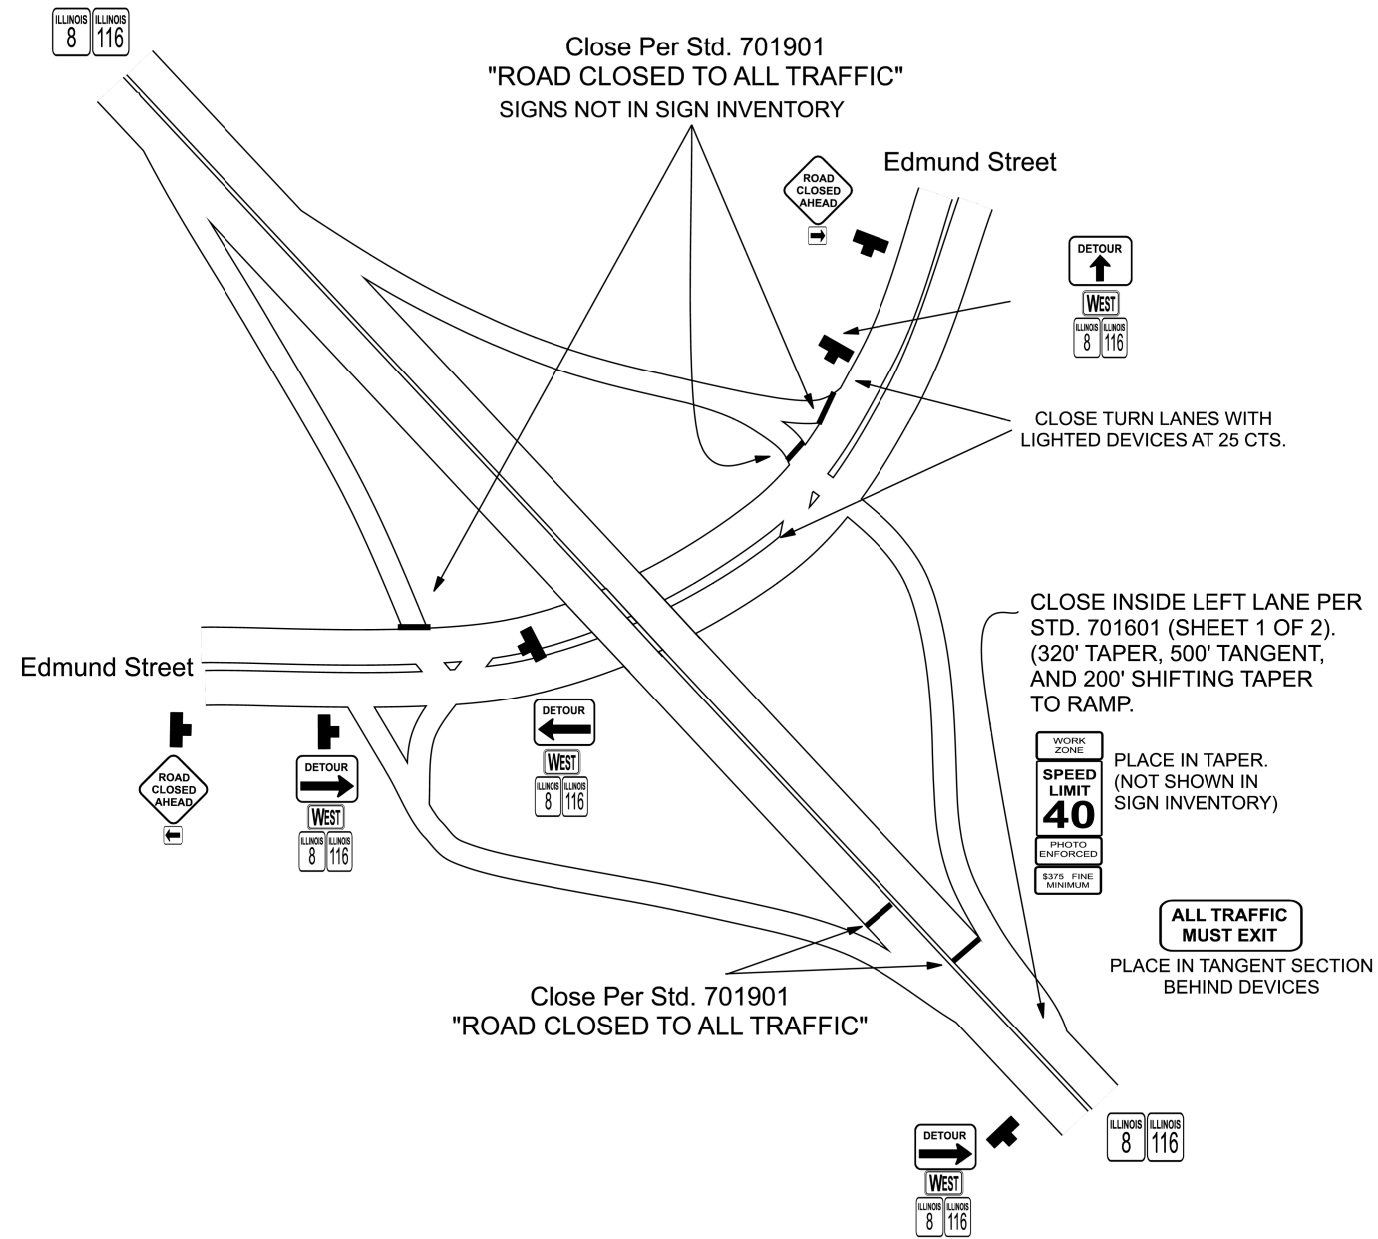 ILLINOIS
8
ILLINOIS
116
Close Per Std. 701901
"ROAD CLOSED TO ALL TRAFFIC"
SIGNS NOT IN SIGN INVENTORY
ROAD
CLOSED
AHEAD
Edmund Street
DETOUR
WEST
ILLINOIS
8
ILLINOIS
116
CLOSE TURN LANES WITH
LIGHTED DEVICES AT 25 CTS.
CLOSE INSIDE LEFT LANE PER
STD. 701601 (SHEET 1 OF 2).
(320' TAPER, 500' TANGENT,
AND 200' SHIFTING TAPER
TO RAMP.
Edmund Street
ROAD
CLOSED
AHEAD
DETOUR
WEST
ILLINOIS
8
ILLINOIS
116
DETOUR
WEST
ILLINOIS
8
ILLINOIS
116
WORK
ZONE
SPEED
LIMIT
40
PHOTO
ENFORCED
$375 FINE
MINIMUM
PLACE IN TAPER.
(NOT SHOWN IN
SIGN INVENTORY)
ALL TRAFFIC
MUST EXIT
PLACE IN TANGENT SECTION
BEHIND DEVICES
Close Per Std. 701901
"ROAD CLOSED TO ALL TRAFFIC"
DETOUR
WEST
ILLINOIS
8
ILLINOIS
116
ILLINOIS
8
ILLINOIS
116